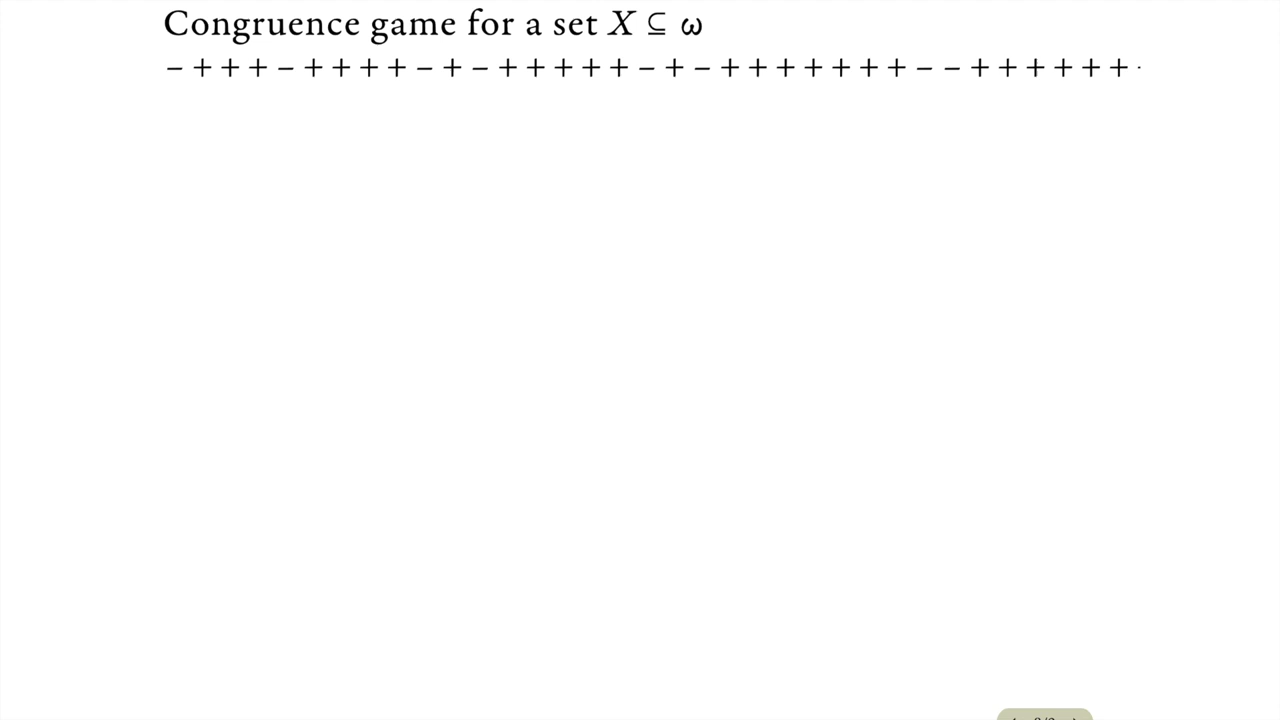 Congruence game for a set X ⊆ ω
– + + + – + + + + – + – + + + + + – + – + + + + + + + – – + + + + + + ·